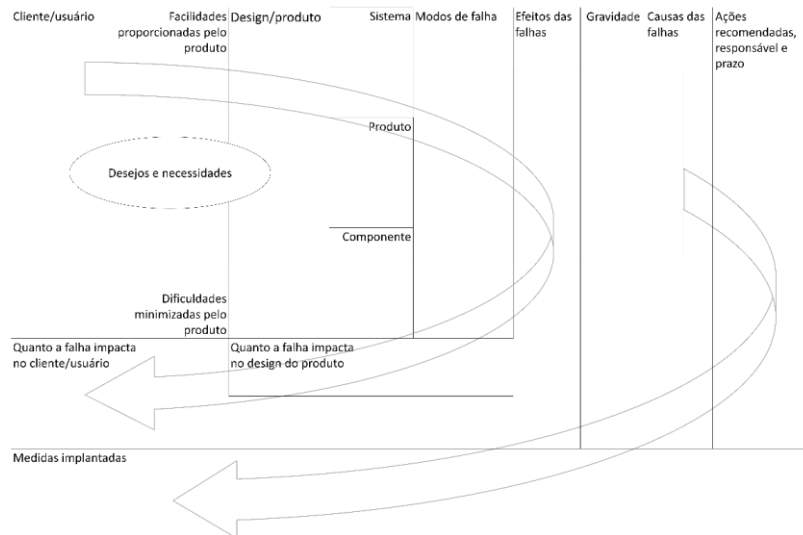 Cliente/usuário
Facilidades
proporcionadas pelo
produto
Design/produto
Sistema
Modos de falha
Efeitos das
falhas
Gravidade
Causas das
falhas
Ações
recomendadas,
responsável e
prazo
Produto
Desejos e necessidades
Componente
Dificuldades
minimizadas pelo
produto
Quanto a falha impacta
no cliente/usuário
Quanto a falha impacta
no design do produto
Medidas implantadas